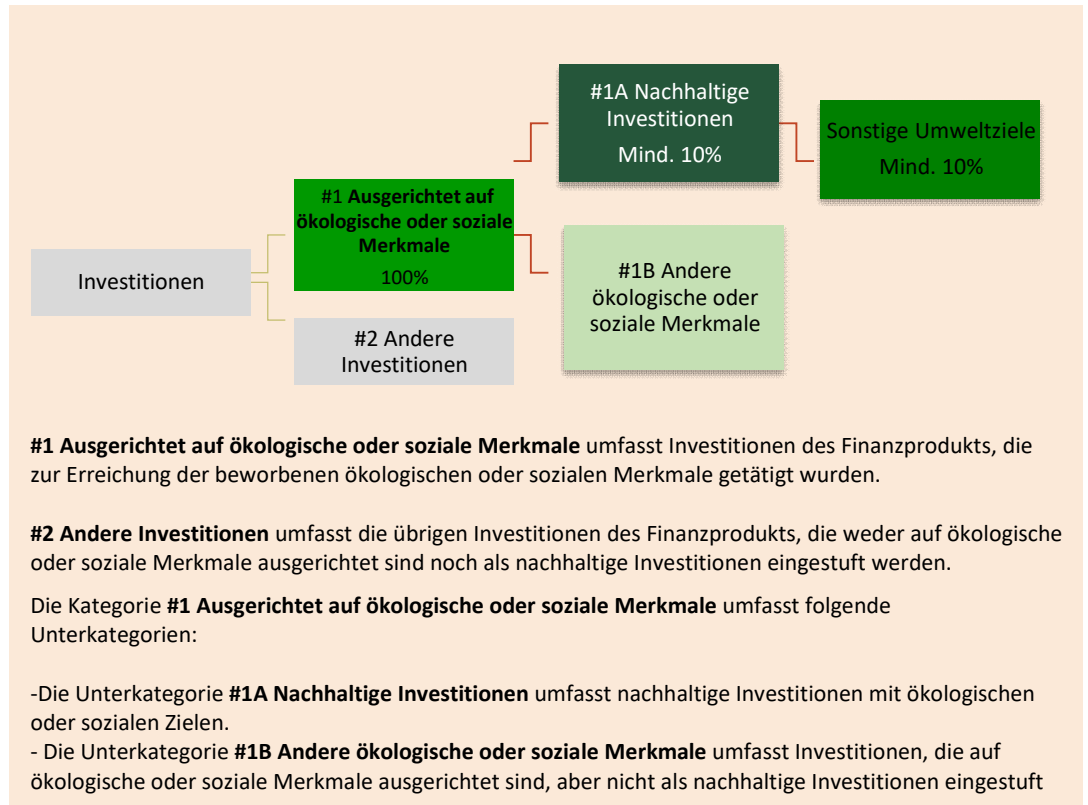 #1A Nachhaltige
Investitionen
Mind. 10%
Sonstige Umweltziele
Mind. 10%
#1 Ausgerichtet auf
ökologische oder soziale
Merkmale
100%
Investitionen
#1B Andere
ökologische oder
soziale Merkmale
#2 Andere
Investitionen
#1 Ausgerichtet auf ökologische oder soziale Merkmale umfasst Investitionen des Finanzprodukts, die
zur Erreichung der beworbenen ökologischen oder sozialen Merkmale getätigt wurden.
#2 Andere Investitionen umfasst die übrigen Investitionen des Finanzprodukts, die weder auf ökologische
oder soziale Merkmale ausgerichtet sind noch als nachhaltige Investitionen eingestuft werden.
Die Kategorie #1 Ausgerichtet auf ökologische oder soziale Merkmale umfasst folgende
Unterkategorien:
-Die Unterkategorie #1A Nachhaltige Investitionen umfasst nachhaltige Investitionen mit ökologischen
oder sozialen Zielen.
- Die Unterkategorie #1B Andere ökologische oder soziale Merkmale umfasst Investitionen, die auf
ökologische oder soziale Merkmale ausgerichtet sind, aber nicht als nachhaltige Investitionen eingestuft